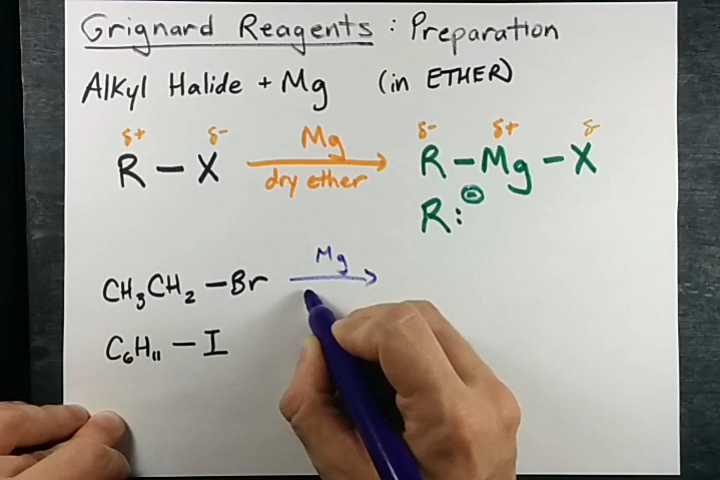 Grignard Reagents : Preparation
Alkyl Halide + Mg (in ETHER)
δ+ δ- Mg δ- δ+ δ-
R — X dry ether R — Mg — X
R:⊖
Mg
CH₃CH₂ — Br
C₆H₁₁ — I